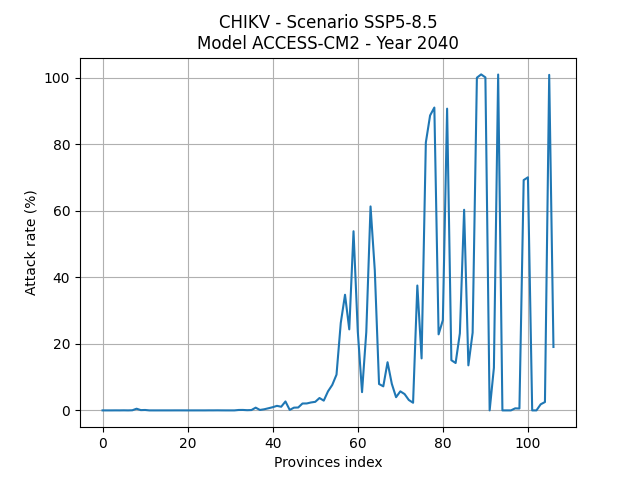 CHIKV - Scenario SSP5-8.5
Model ACCESS-CM2 - Year 2040
Attack rate (%)
100
80
60
40
20
0
0 20 40 60 80 100
Provinces index